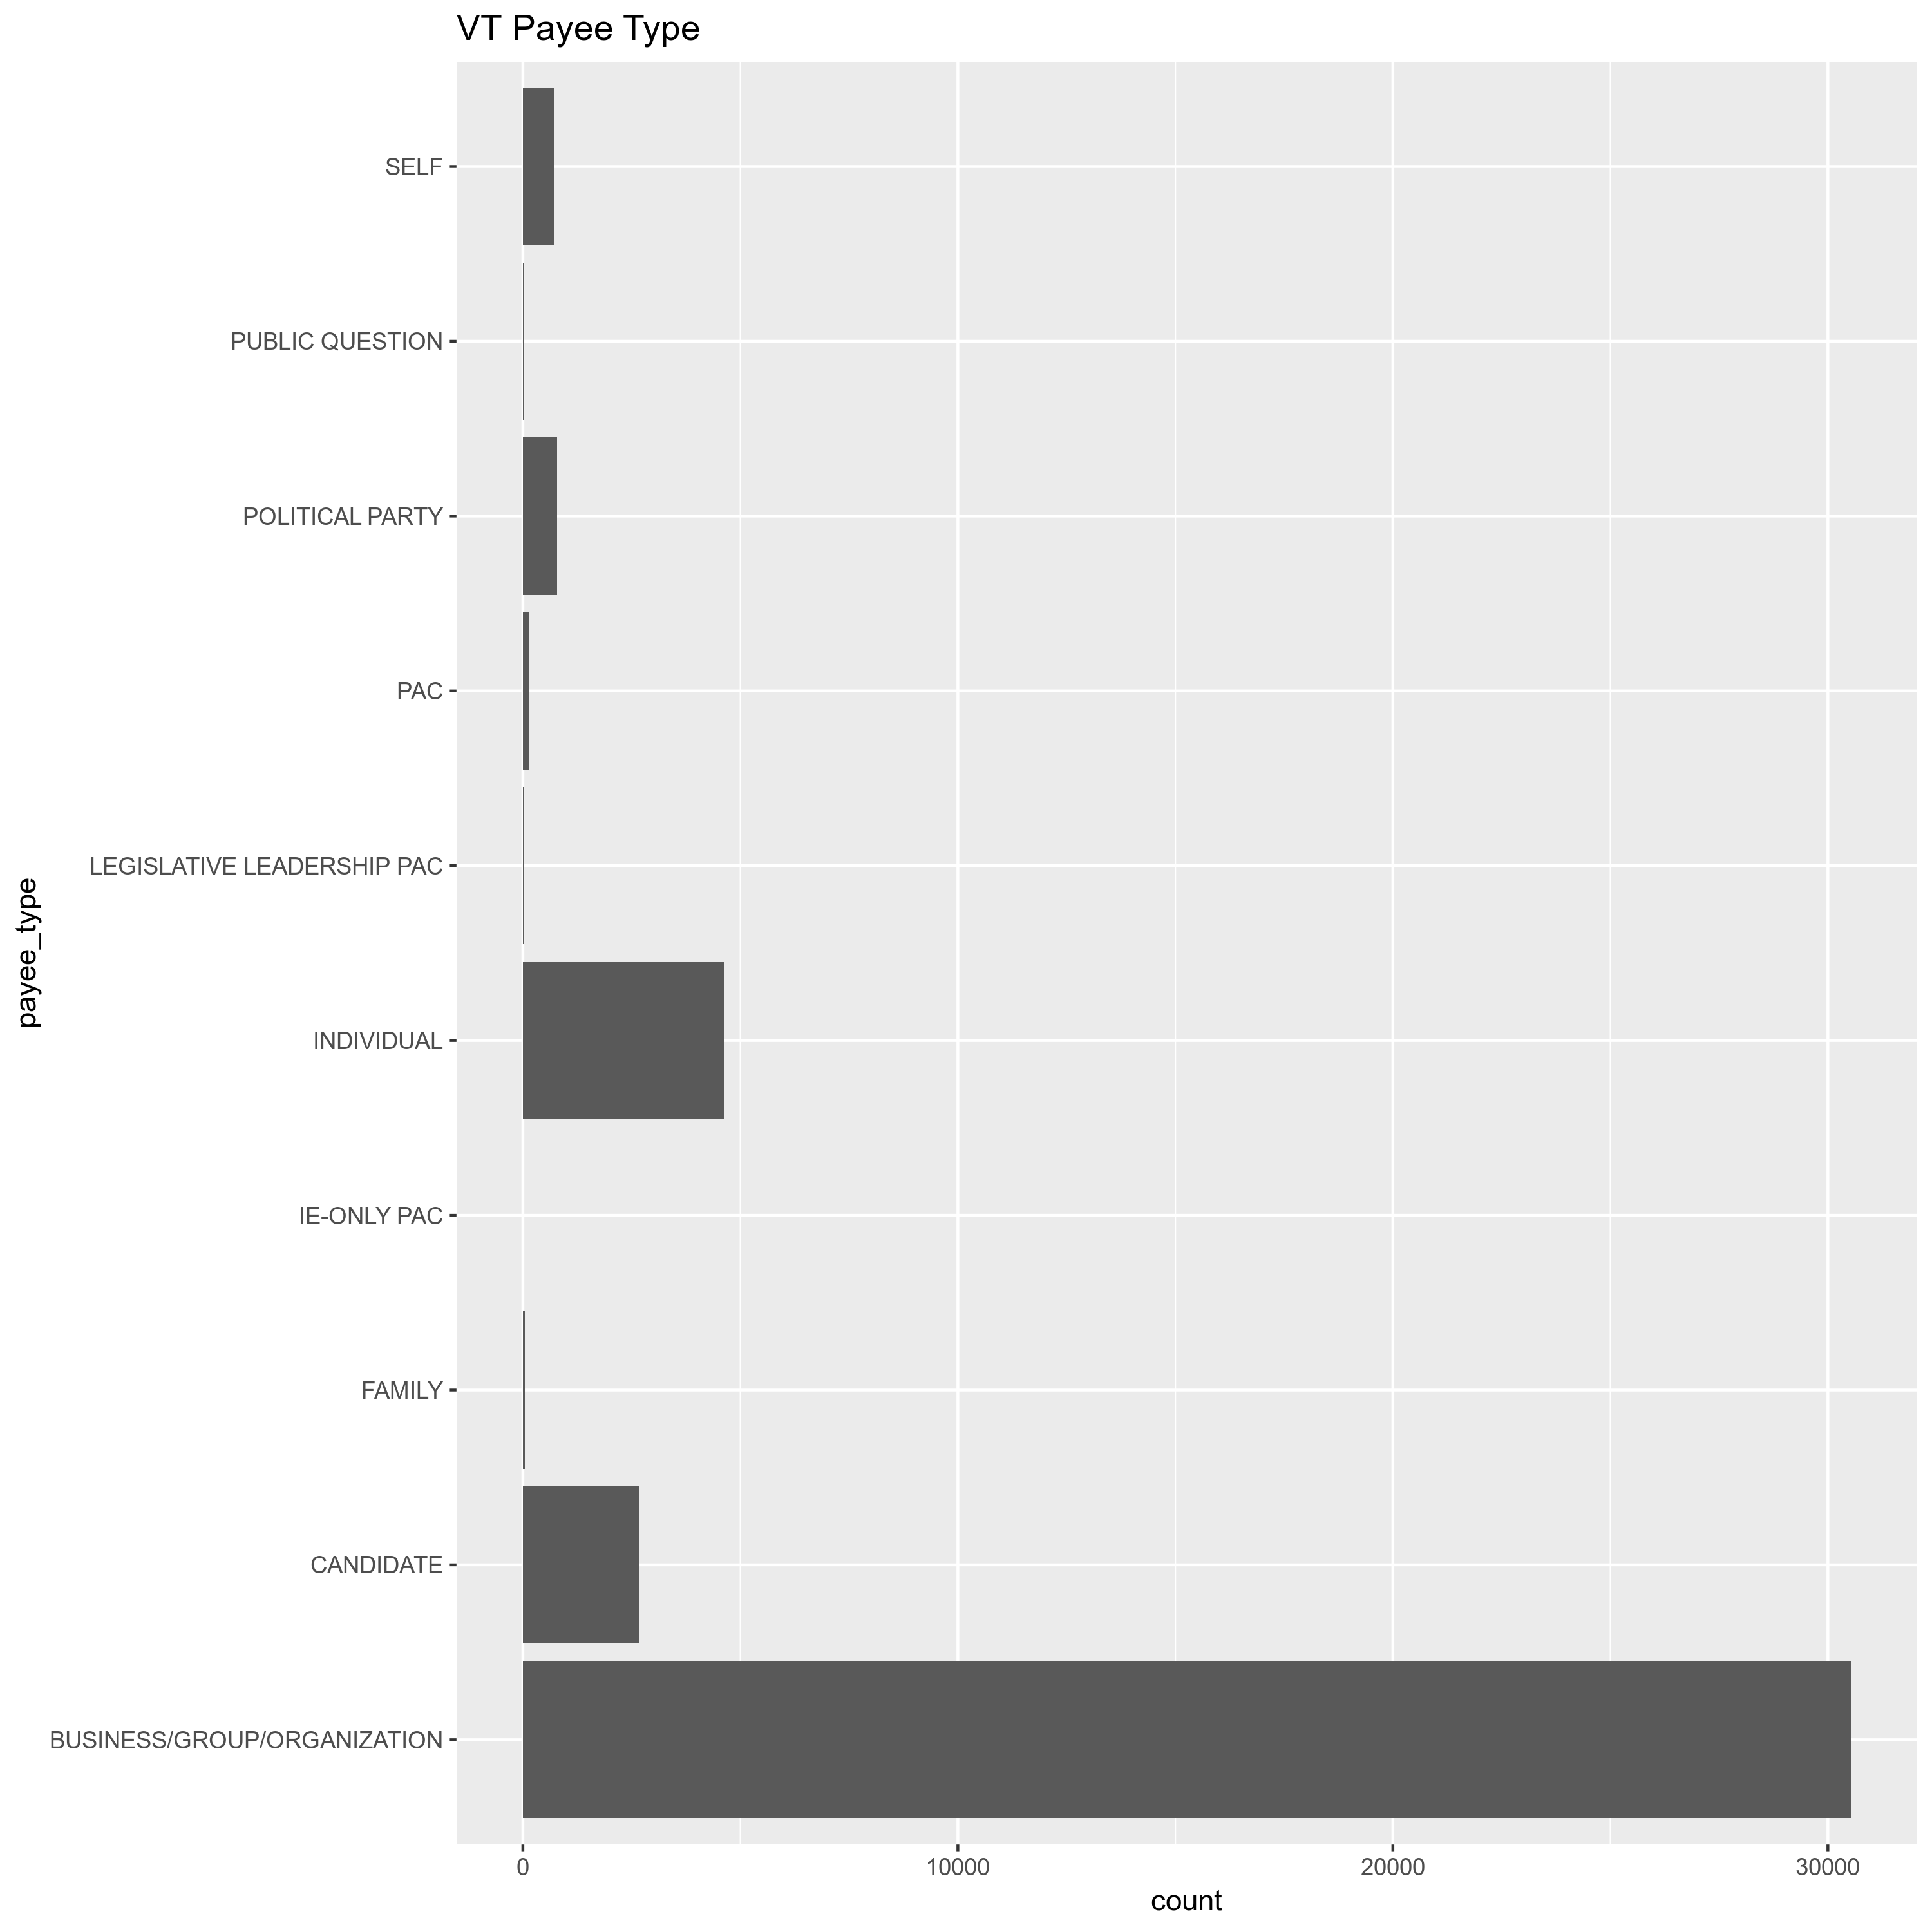 VT Payee Type
SELF
PUBLIC QUESTION
POLITICAL PARTY
PAC
LEGISLATIVE LEADERSHIP PAC
INDIVIDUAL
IE-ONLY PAC
FAMILY
CANDIDATE
BUSINESS/GROUP/ORGANIZATION
payee_type
0 10000 20000 30000
count